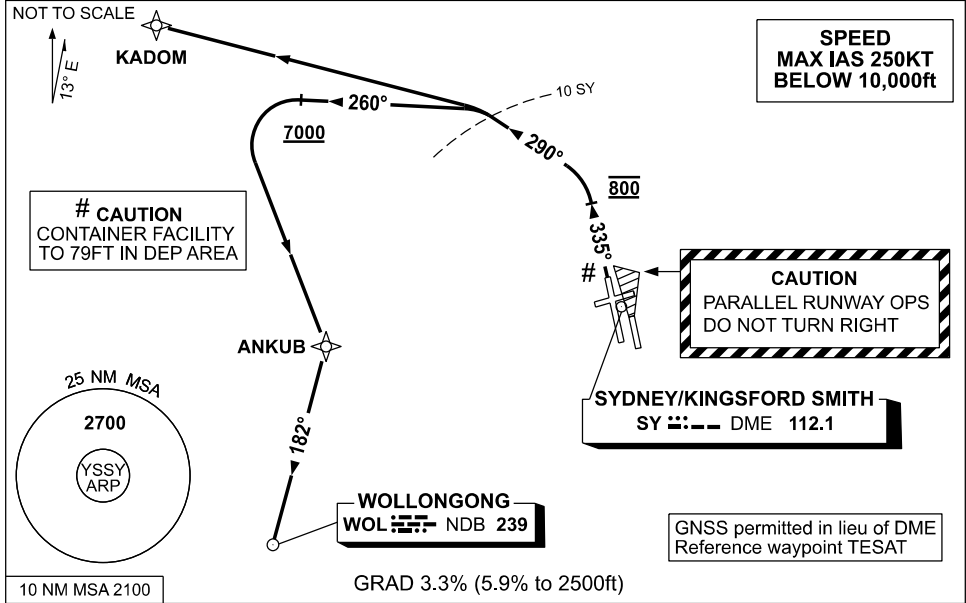 NOT TO SCALE
13° E
KADOM
SPEED
MAX IAS 250KT
BELOW 10,000ft
10 SY
260°
7000
290°
800
335°
# CAUTION
CONTAINER FACILITY
TO 79FT IN DEP AREA
#
CAUTION
PARALLEL RUNWAY OPS
DO NOT TURN RIGHT
ANKUB
25 NM MSA
2700
YSSY
ARP
182°
SYDNEY/KINGSFORD SMITH
SY DME 112.1
WOLLONGONG
WOL NDB 239
GNSS permitted in lieu of DME
Reference waypoint TESAT
10 NM MSA 2100
GRAD 3.3% (5.9% to 2500ft)